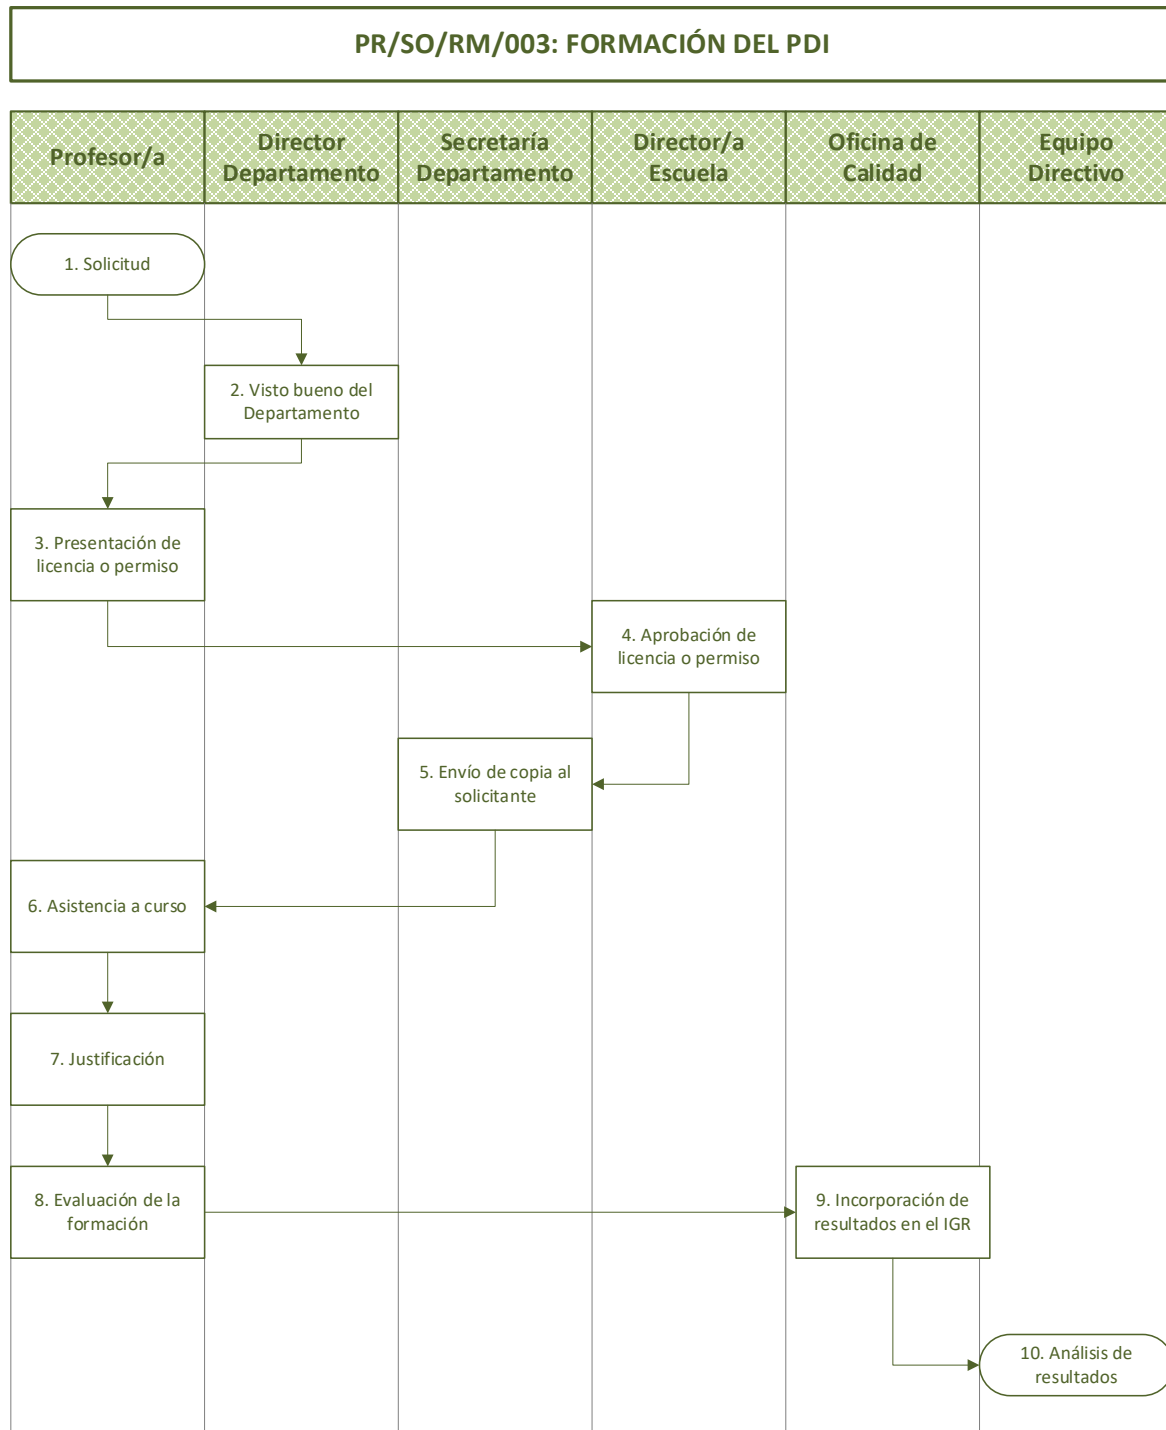 PR/SO/RM/003: FORMACIÓN DEL PDI
Profesor/a
Director
Departamento
Secretaría
Departamento
Director/a
Escuela
Oficina de
Calidad
Equipo
Directivo
1. Solicitud
2. Visto bueno del
Departamento
3. Presentación de
licencia o permiso
4. Aprobación de
licencia o permiso
5. Envío de copia al
solicitante
6. Asistencia a curso
7. Justificación
8. Evaluación de la
formación
9. Incorporación de
resultados en el IGR
10. Análisis de
resultados